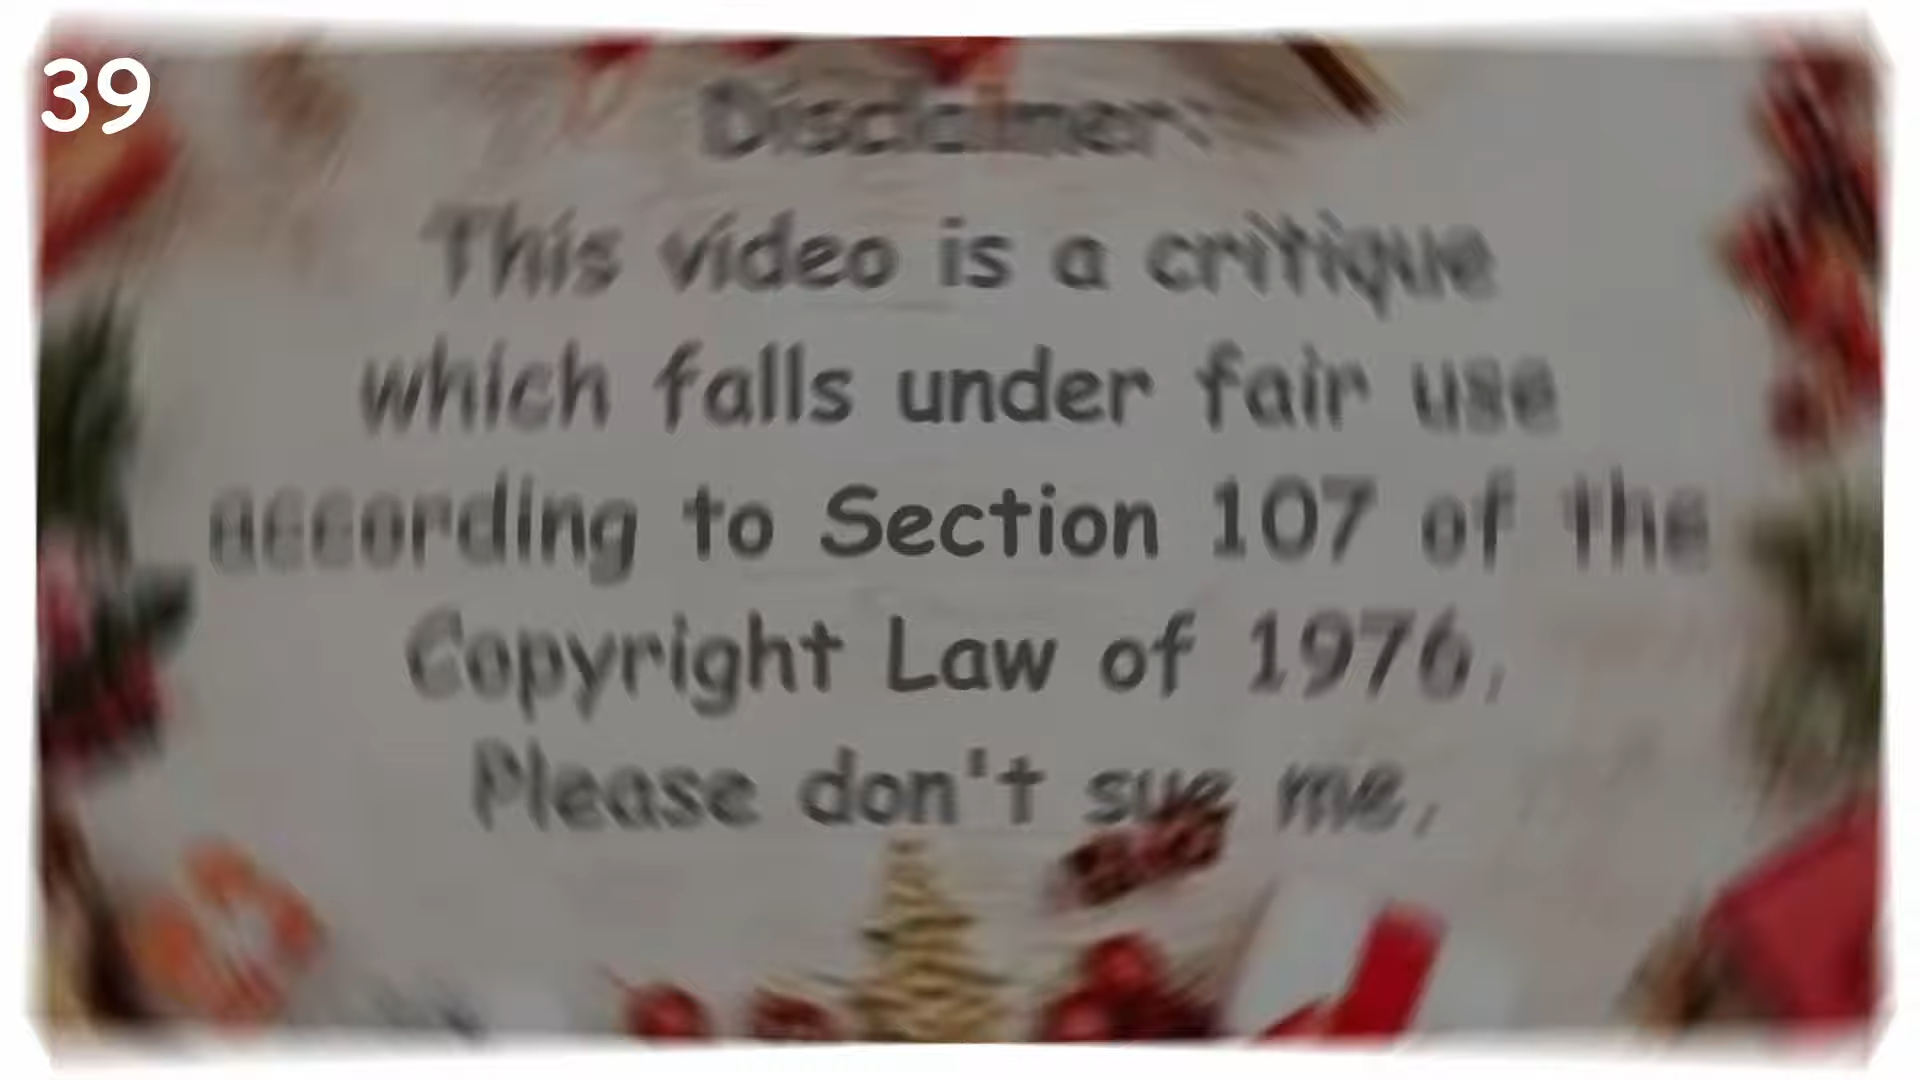 39
Disclaimer:
This video is a critique
which falls under fair use
according to Section 107 of the
Copyright Law of 1976.
Please don't sue me.